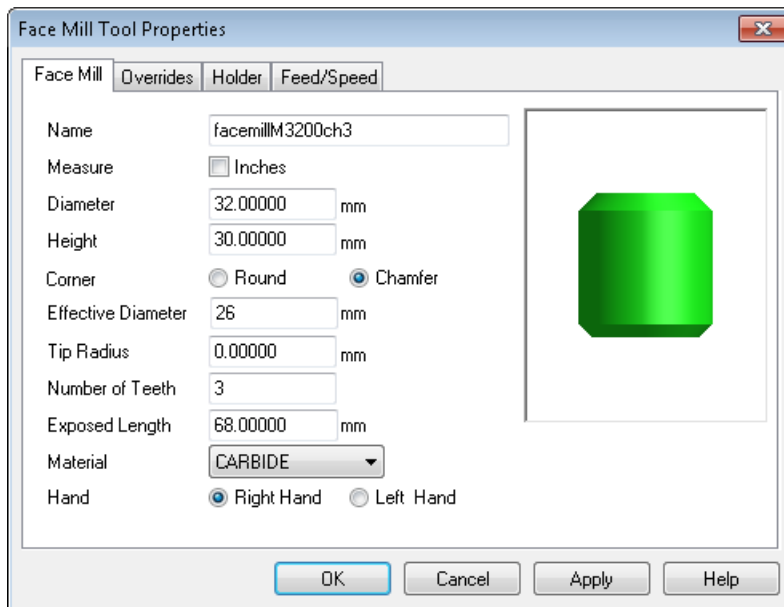 Face Mill Tool Properties
Face Mill Overrides Holder Feed/Speed
Name facemillM3200ch3
Measure Inches
Diameter 32.00000 mm
Height 30.00000 mm
Corner Round Chamfer
Effective Diameter 26 mm
Tip Radius 0.00000 mm
Number of Teeth 3
Exposed Length 68.00000 mm
Material CARBIDE
Hand Right Hand Left Hand
OK Cancel Apply Help